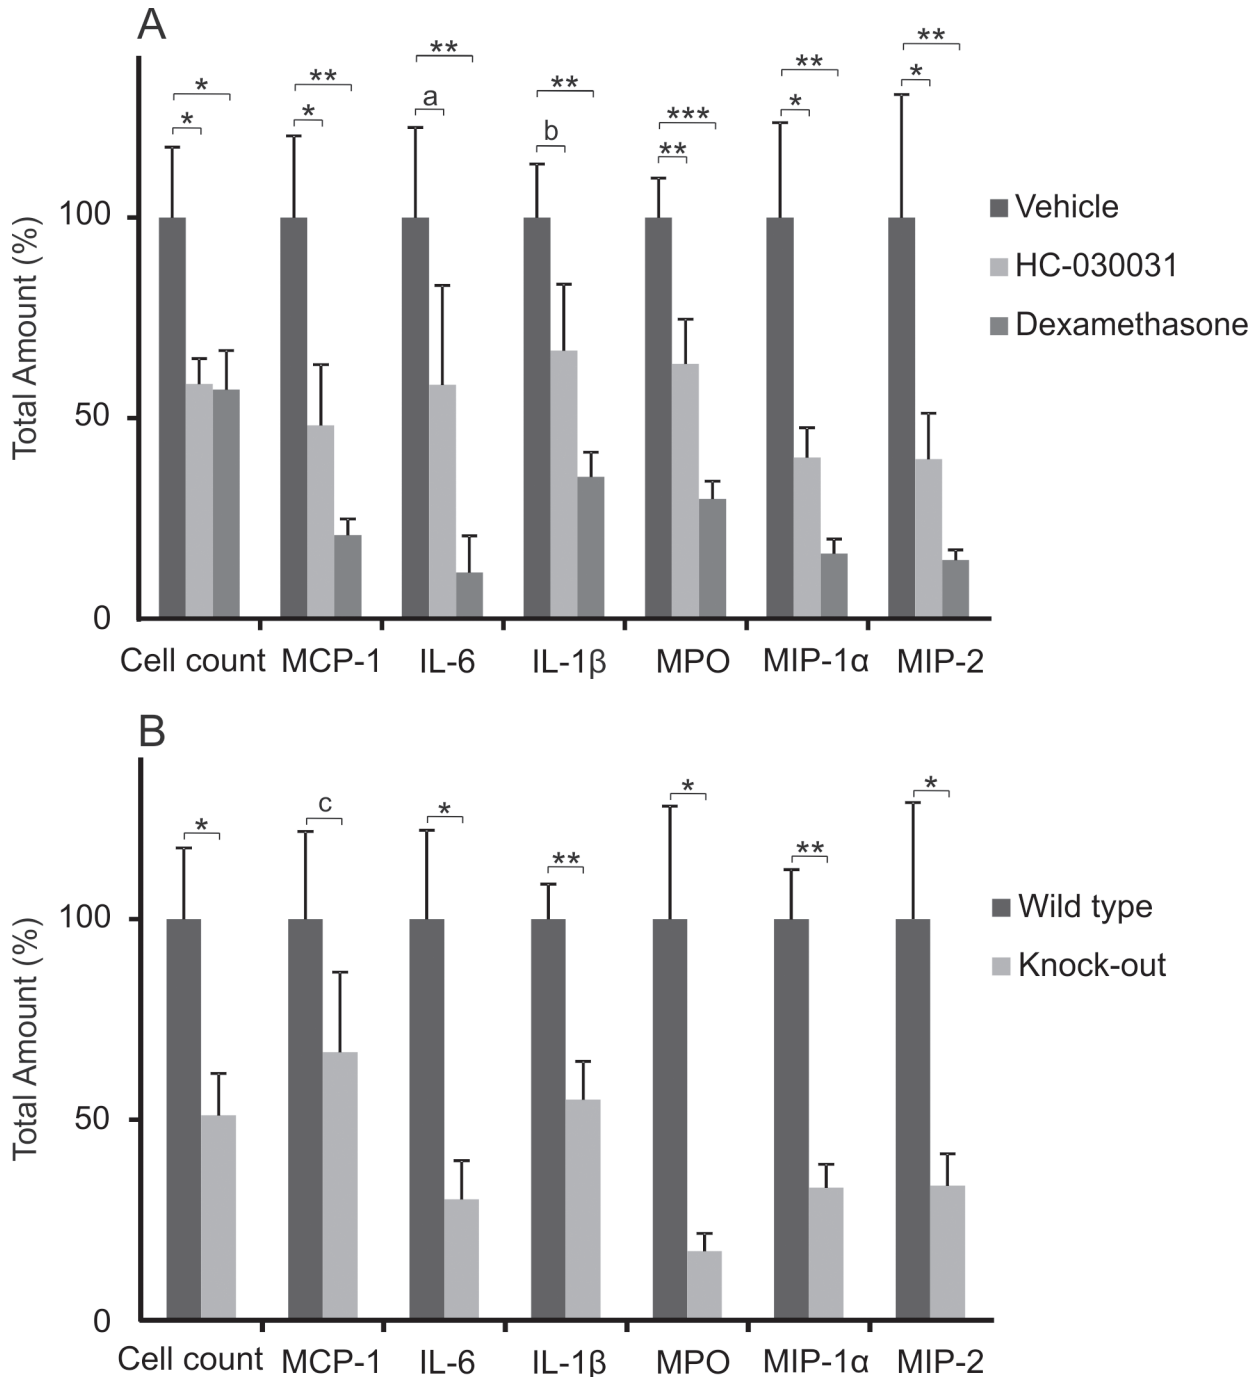 A
**
**
*
*
**
*
a
**
b
***
**
**
*
**
*
100
50
0
Total Amount (%)
Vehicle
HC-030031
Dexamethasone
Cell count MCP-1 IL-6 IL-1β MPO MIP-1α MIP-2
B
*
c
*
**
*
**
*
100
50
0
Total Amount (%)
Wild type
Knock-out
Cell count MCP-1 IL-6 IL-1β MPO MIP-1α MIP-2